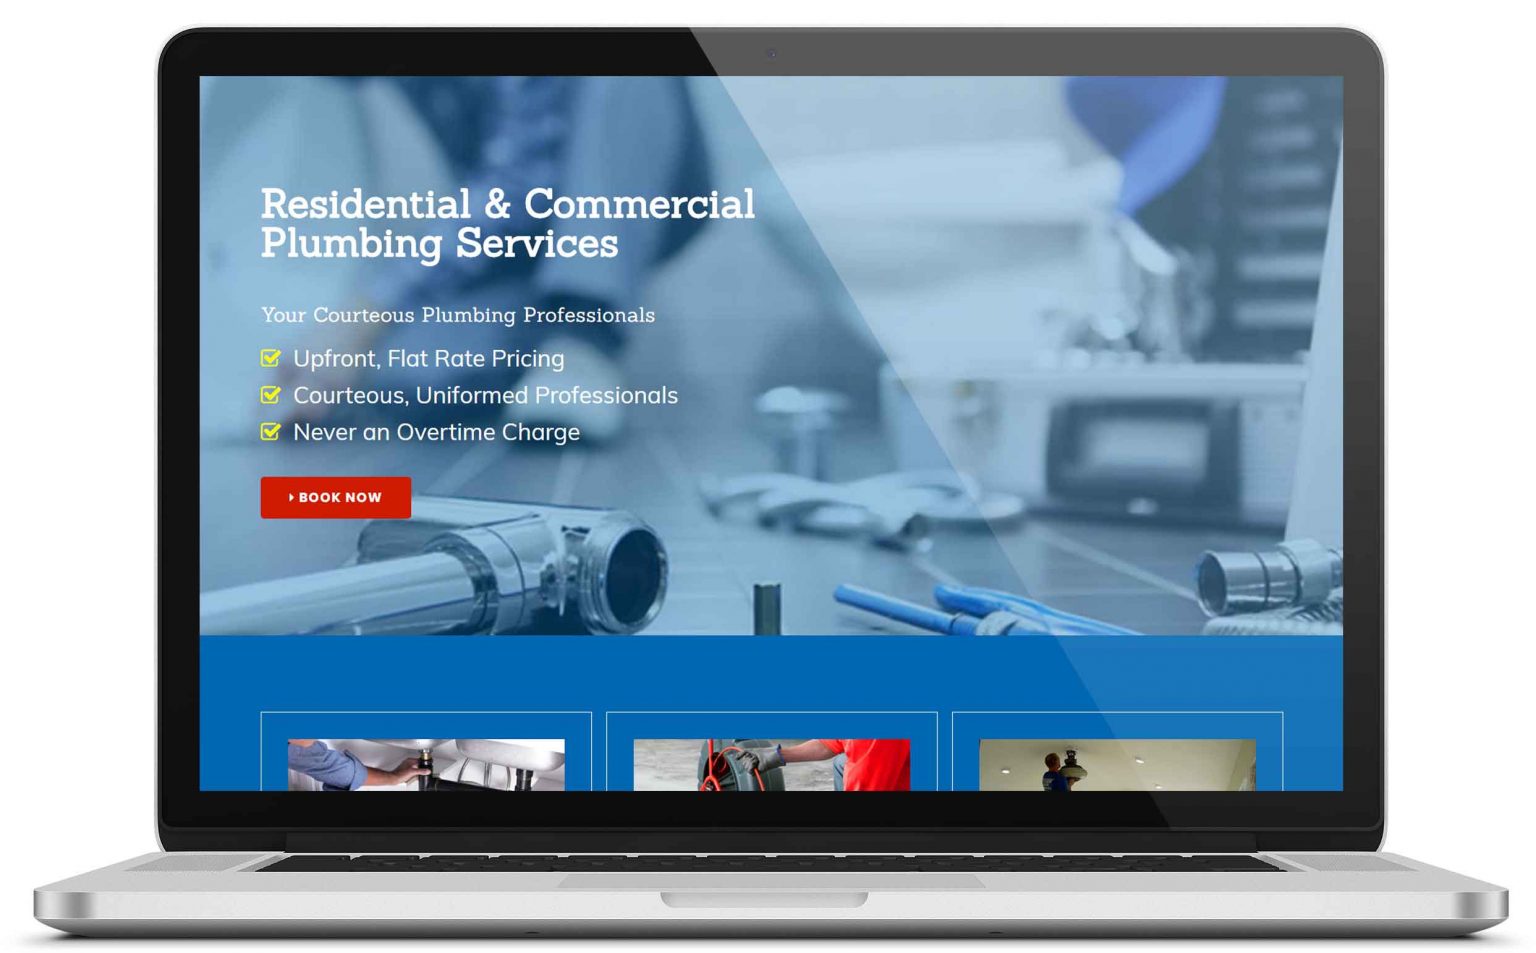 Residential & Commercial
Plumbing Services
Your Courteous Plumbing Professionals
Upfront, Flat Rate Pricing
Courteous, Uniformed Professionals
Never an Overtime Charge
BOOK NOW